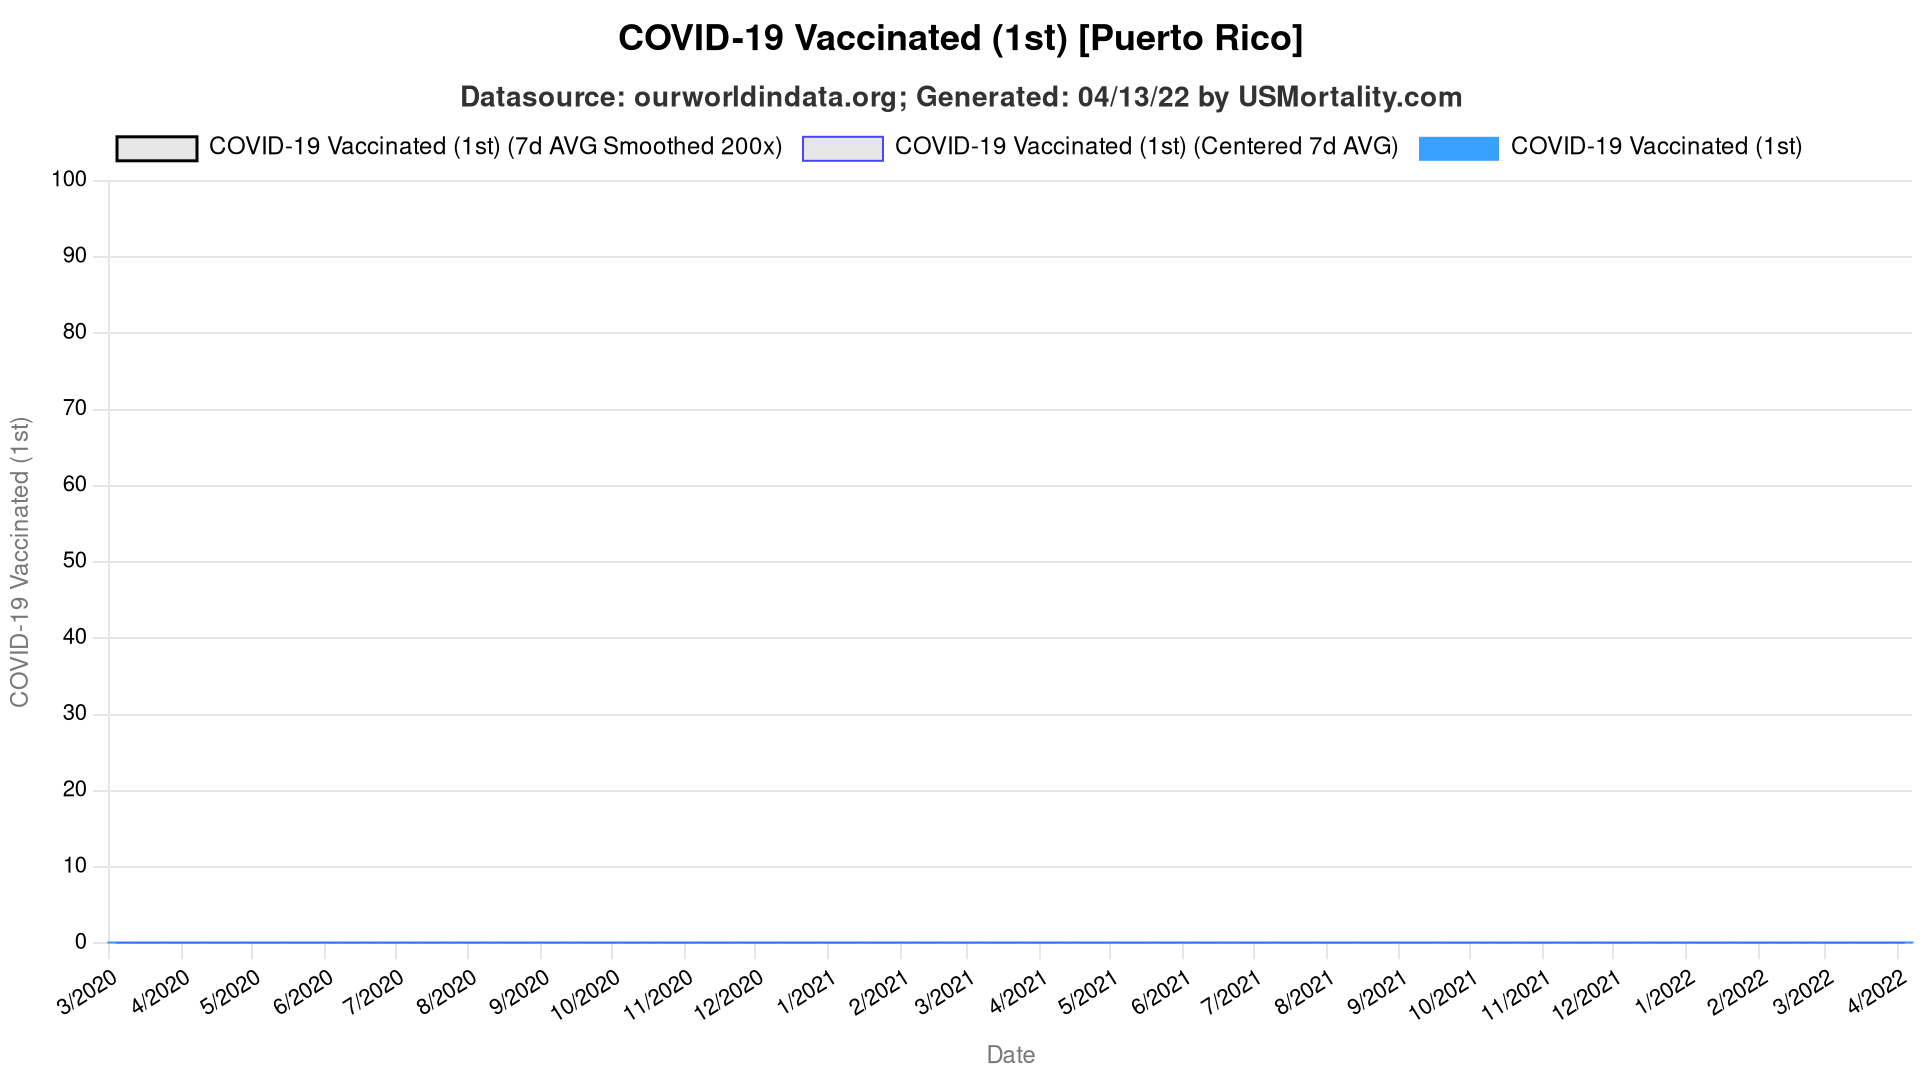 COVID-19 Vaccinated (1st) [Puerto Rico]
Datasource: ourworldindata.org; Generated: 04/13/22 by USMortality.com
COVID-19 Vaccinated (1st) (7d AVG Smoothed 200x) COVID-19 Vaccinated (1st) (Centered 7d AVG) COVID-19 Vaccinated (1st)
100
90
80
70
60
50
40
30
20
10
0
COVID-19 Vaccinated (1st)
3/2020 4/2020 5/2020 6/2020 7/2020 8/2020 9/2020 10/2020 11/2020 12/2020 1/2021 2/2021 3/2021 4/2021 5/2021 6/2021 7/2021 8/2021 9/2021 10/2021 11/2021 12/2021 1/2022 2/2022 3/2022 4/2022
Date